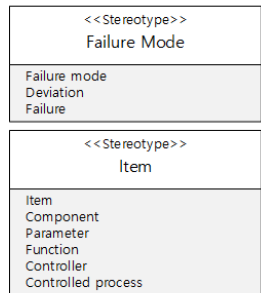 <<Stereotype>>
Failure Mode
Failure mode
Deviation
Failure
<<Stereotype>>
Item
Item
Component
Parameter
Function
Controller
Controlled process